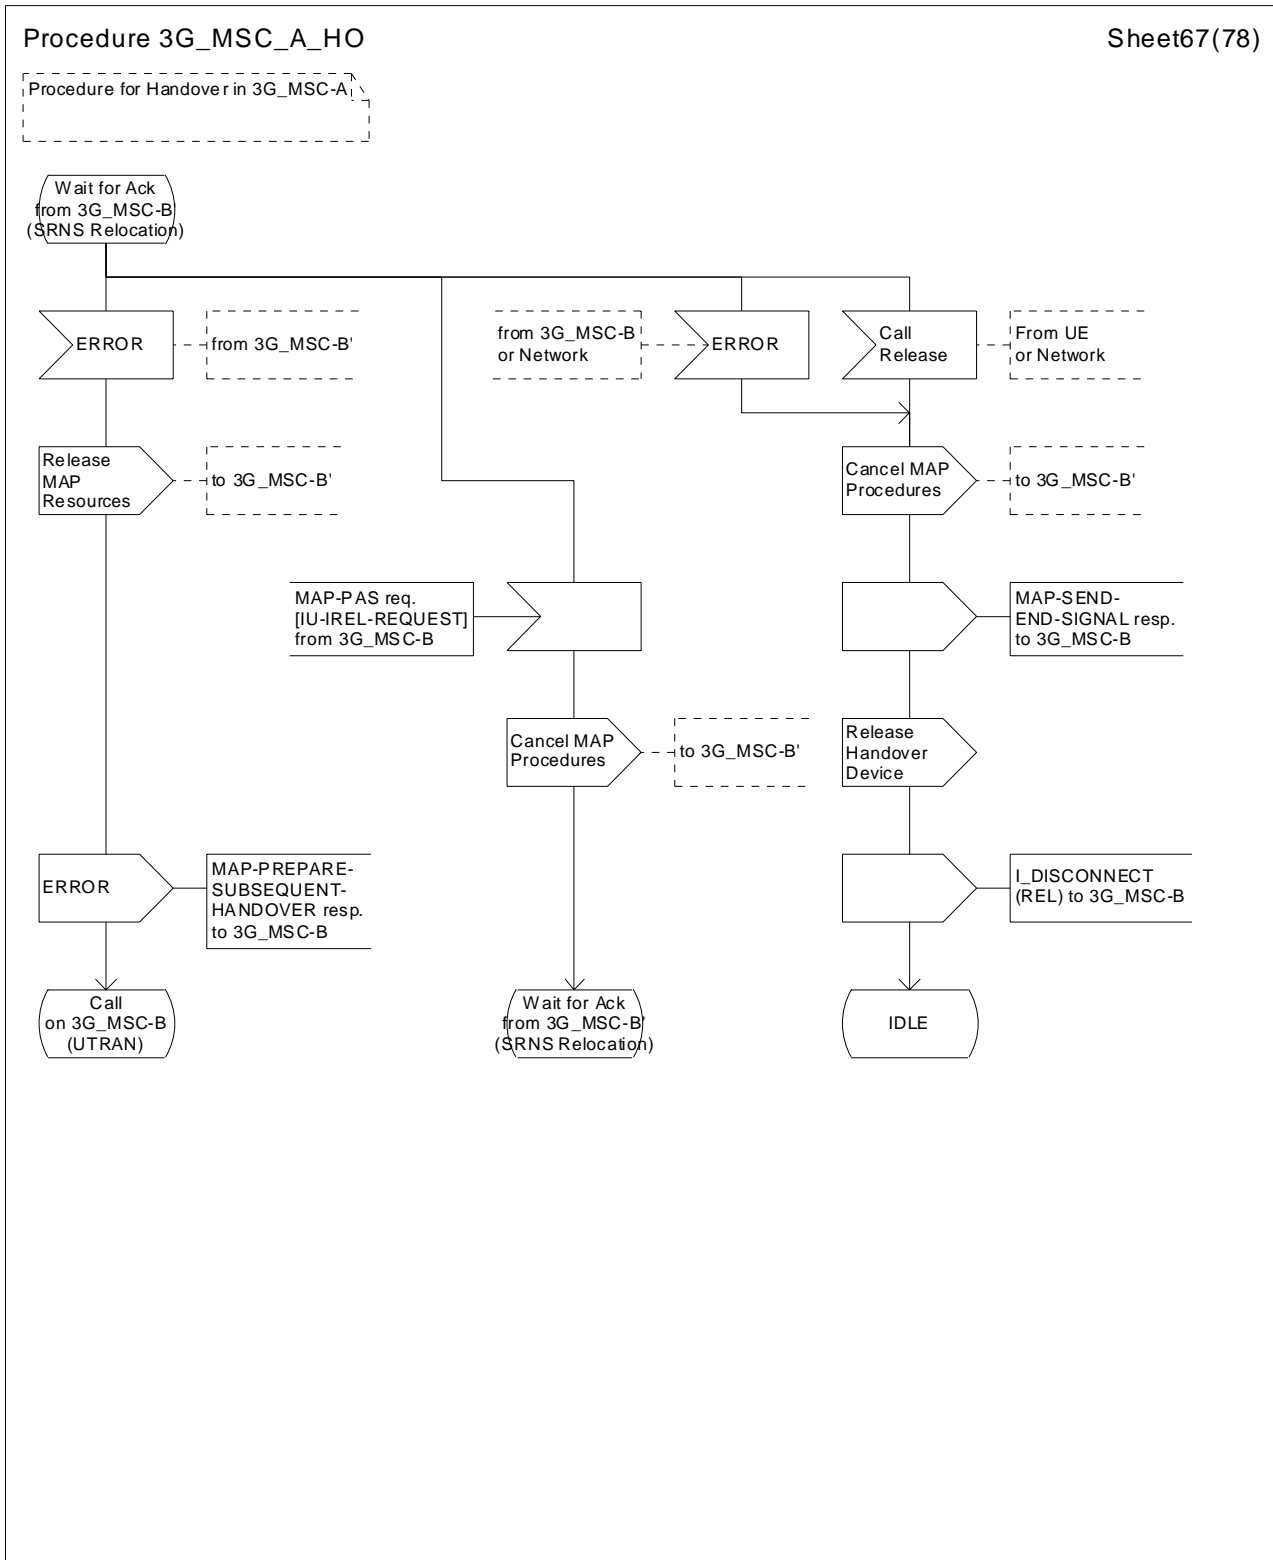 Procedure 3G_MSC_A_HO
Sheet67(78)
Procedure for Handover in 3G_MSC-A
Wait for Ack
from 3G_MSC-B'
(SRNS Relocation)
ERROR
from 3G_MSC-B'
from 3G_MSC-B
or Network
ERROR
Call
Release
From UE
or Network
Release
MAP
Resources
to 3G_MSC-B'
Cancel MAP
Procedures
to 3G_MSC-B'
MAP-PAS req.
[IU-IREL-REQUEST]
from 3G_MSC-B
MAP-SEND-
END-SIGNAL resp.
to 3G_MSC-B
Cancel MAP
Procedures
to 3G_MSC-B'
Release
Handover
Device
ERROR
MAP-PREPARE-
SUBSEQUENT-
HANDOVER resp.
to 3G_MSC-B
I_DISCONNECT
(REL) to 3G_MSC-B
Call
on 3G_MSC-B
(UTRAN)
Wait for Ack
from 3G_MSC-B'
(SRNS Relocation)
IDLE